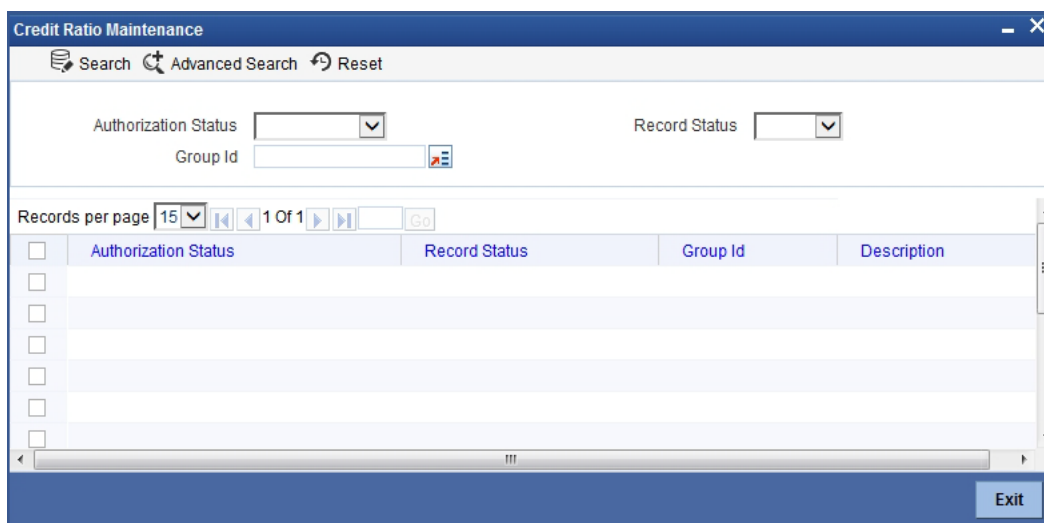 Credit Ratio Maintenance
Search Advanced Search Reset
Authorization Status Record Status
Group Id
Records per page 15 1 Of 1 Go
Authorization Status Record Status Group Id Description
Exit